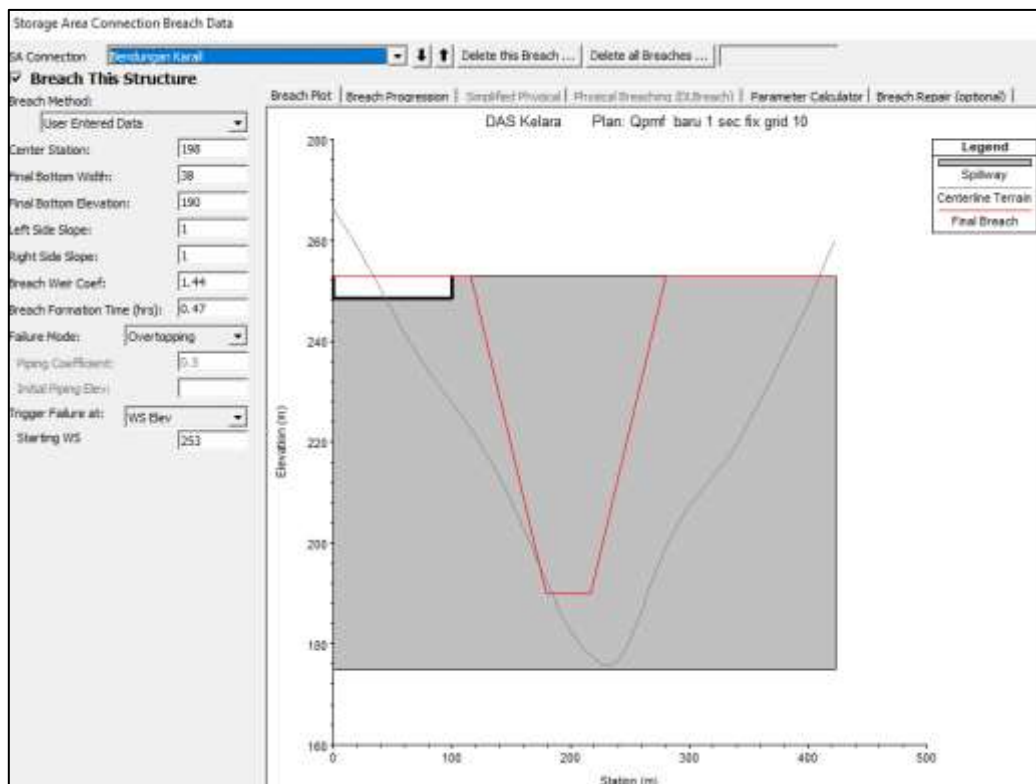 Storage Area Connection Breach Data
SA Connection Bendungan Karall Delete this Breach ... Delete all Breaches ...
Breach This Structure
Breach Method:
User Entered Data
Center Station: 198
Final Bottom Width: 38
Final Bottom Elevation: 190
Left Side Slope: 1
Right Side Slope: 1
Breach Weir Coef: 1.44
Breach Formation Time (hrs): 0.47
Failure Mode: Overtopping
Piping Coefficient: 0.5
Initial Piping Elev:
Trigger Failure at: WS Elev
Starting WS 253
Breach Plot Breach Progression Simplified Physical Physical Breaching (DLBreach) Parameter Calculator Breach Repair (optional)
DAS Kelara Plan: Qpmf baru 1 sec fix grid 10
Legend
Spillway
Centerline Terrain
Final Breach
Elevation (m)
280
260
240
220
200
180
160
0 100 200 300 400 500
Station (m)